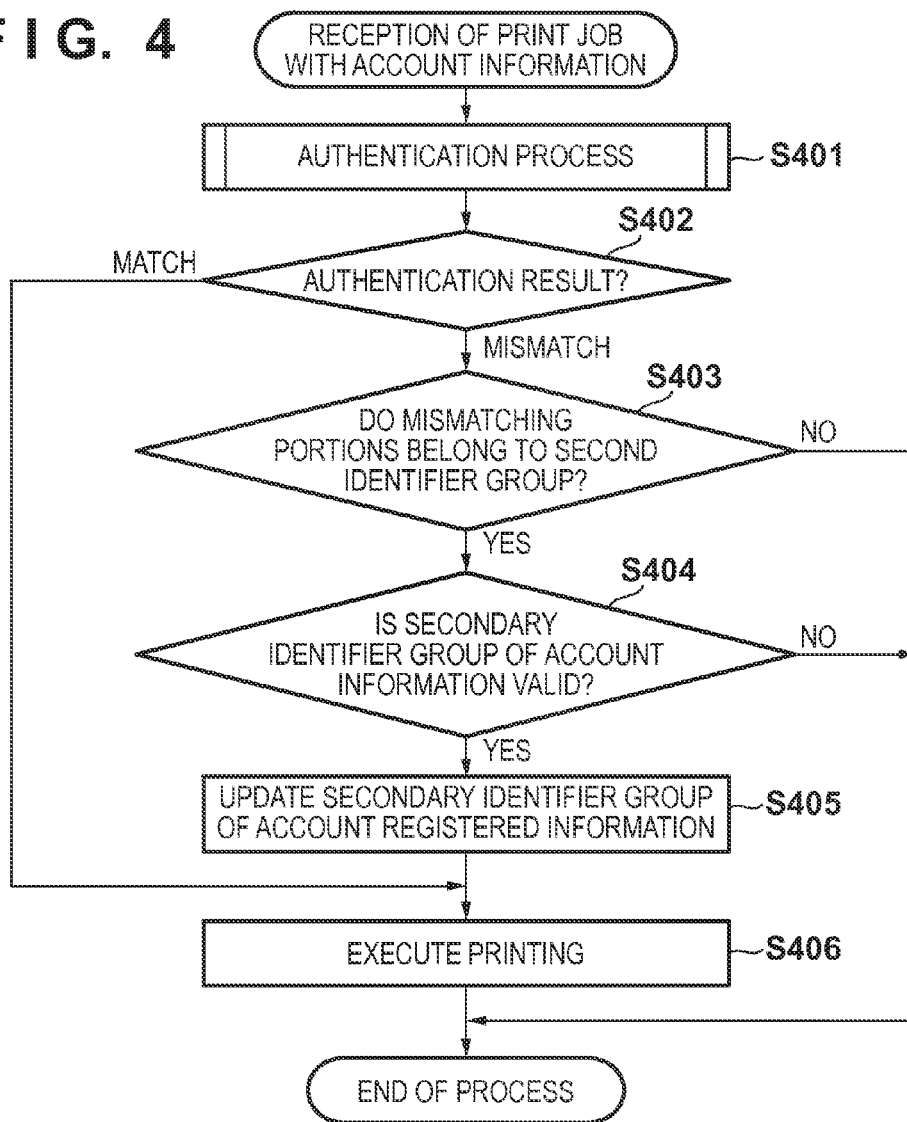 FIG. 4
RECEPTION OF PRINT JOB
WITH ACCOUNT INFORMATION
AUTHENTICATION PROCESS
S401
S402
MATCH
AUTHENTICATION RESULT?
MISMATCH
S403
DO MISMATCHING
PORTIONS BELONG TO SECOND
IDENTIFIER GROUP?
NO
YES
S404
IS SECONDARY
IDENTIFIER GROUP OF ACCOUNT
INFORMATION VALID?
NO
YES
UPDATE SECONDARY IDENTIFIER GROUP
OF ACCOUNT REGISTERED INFORMATION
S405
EXECUTE PRINTING
S406
END OF PROCESS